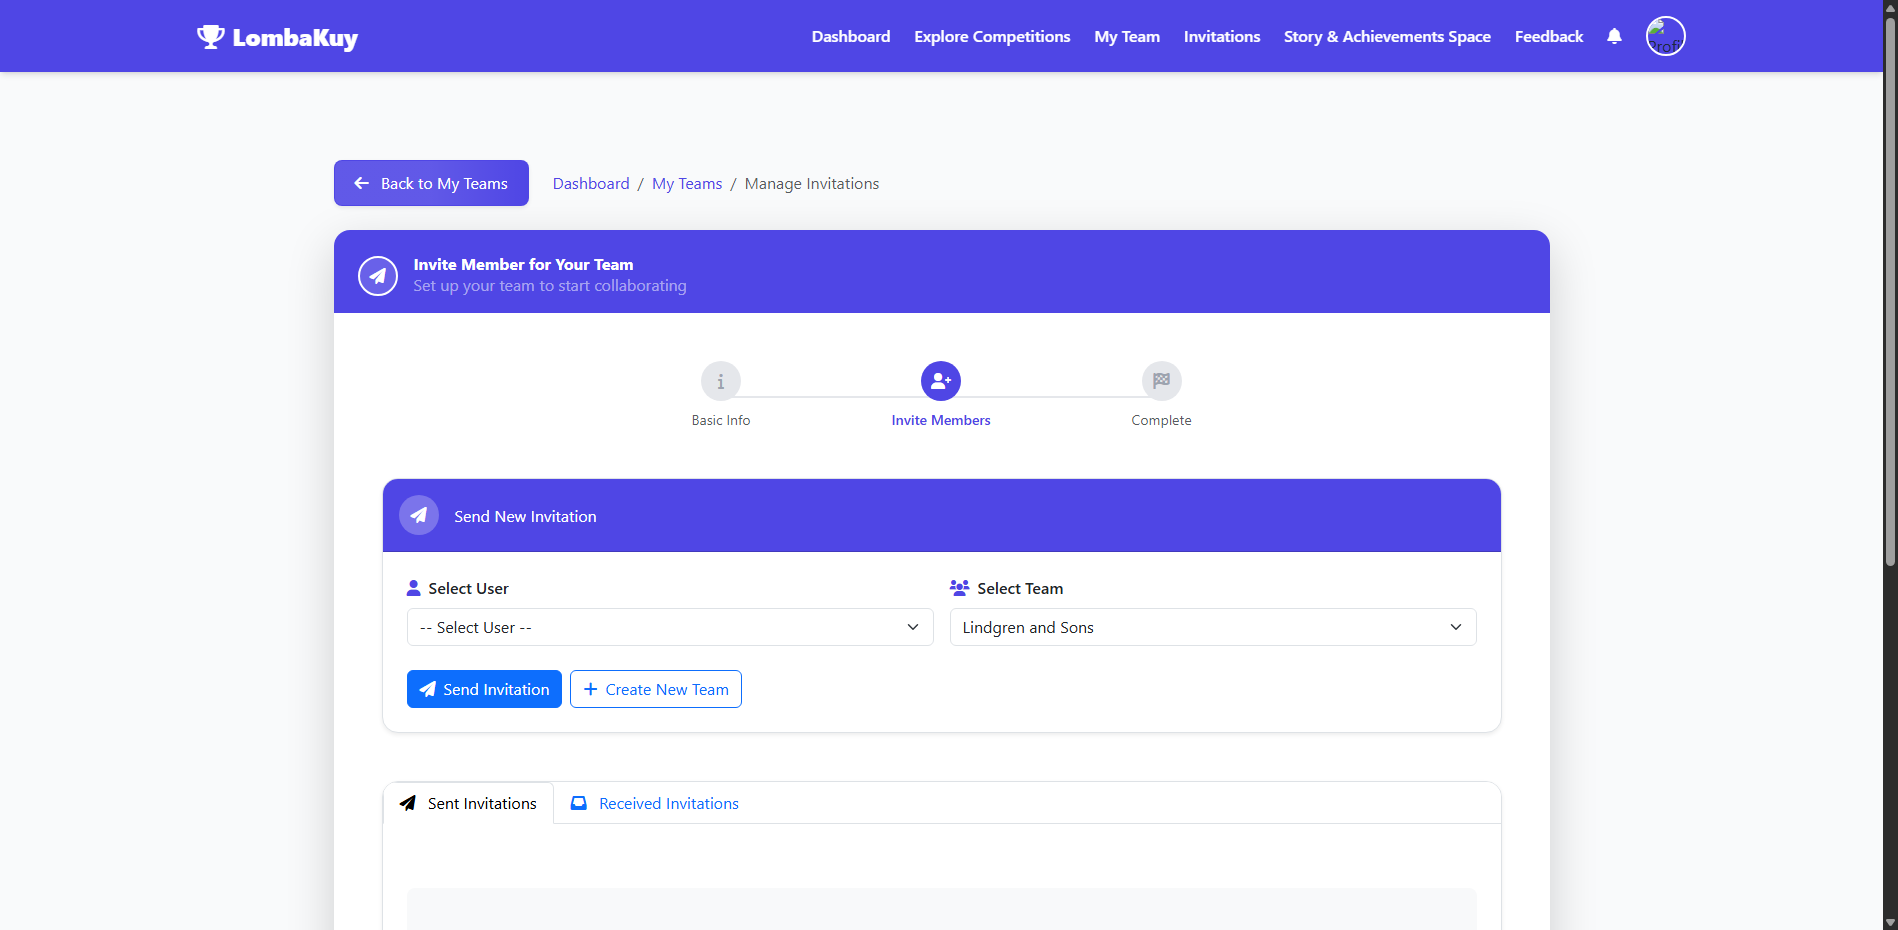 LombaKuy
Dashboard Explore Competitions My Team Invitations Story & Achievements Space Feedback
Back to My Teams Dashboard / My Teams / Manage Invitations
Invite Member for Your Team
Set up your team to start collaborating
Basic Info Invite Members Complete
Send New Invitation
Select User Select Team
-- Select User -- Lindgren and Sons
Send Invitation Create New Team
Sent Invitations Received Invitations